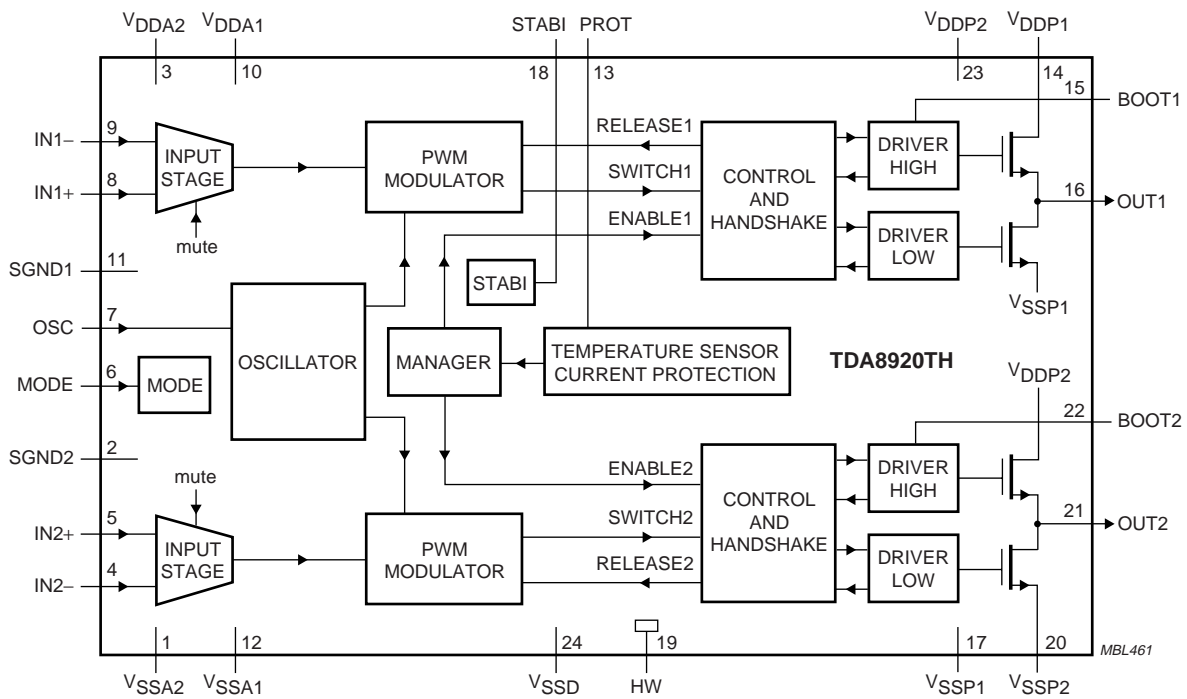 VDDA2 VDDA1 STABI PROT VDDP2 VDDP1
3 10 18 13 23 14
15 BOOT1
IN1− 9
INPUT STAGE
IN1+ 8
mute
PWM MODULATOR
RELEASE1
SWITCH1
ENABLE1
CONTROL AND HANDSHAKE
DRIVER HIGH
16 OUT1
DRIVER LOW
VSSP1
SGND1 11
STABI
OSC 7
OSCILLATOR
MANAGER
TEMPERATURE SENSOR
CURRENT PROTECTION
TDA8920TH
MODE 6
MODE
VDDP2
22 BOOT2
SGND2 2
mute
ENABLE2
SWITCH2
RELEASE2
CONTROL AND HANDSHAKE
DRIVER HIGH
IN2+ 5
INPUT STAGE
IN2− 4
PWM MODULATOR
21 OUT2
DRIVER LOW
1 12 24 19 17 20
MBL461
VSSA2 VSSA1 VSSD HW VSSP1 VSSP2